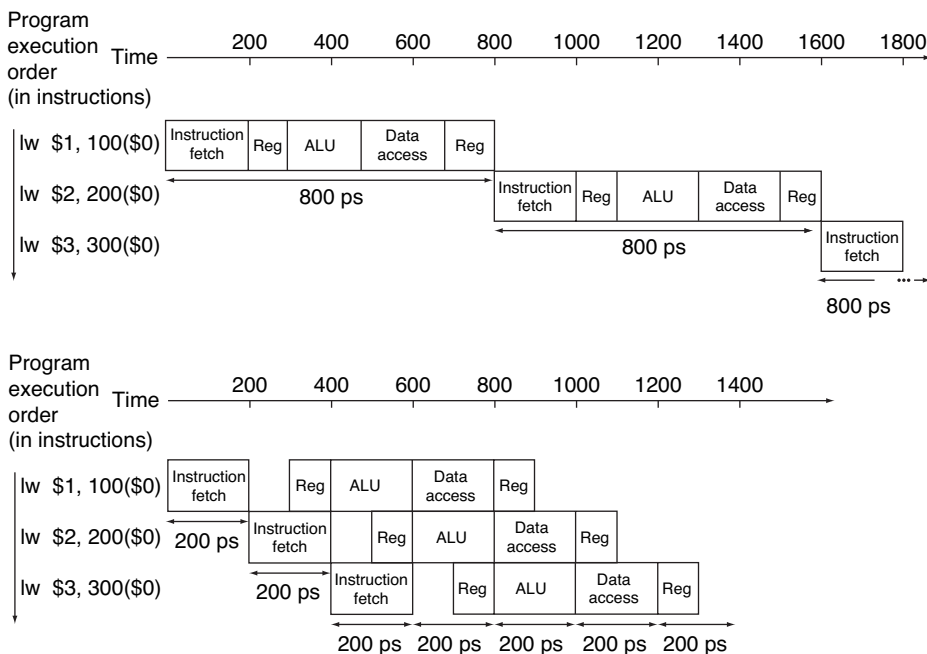 Program
execution
order
(in instructions)
Time
200 400 600 800 1000 1200 1400 1600 1800
lw $1, 100($0)
Instruction
fetch
Reg
ALU
Data
access
Reg
800 ps
lw $2, 200($0)
Instruction
fetch
Reg
ALU
Data
access
Reg
800 ps
lw $3, 300($0)
Instruction
fetch
...
800 ps
Program
execution
order
(in instructions)
Time
200 400 600 800 1000 1200 1400
lw $1, 100($0)
Instruction
fetch
Reg
ALU
Data
access
Reg
200 ps
lw $2, 200($0)
Instruction
fetch
Reg
ALU
Data
access
Reg
200 ps
lw $3, 300($0)
Instruction
fetch
Reg
ALU
Data
access
Reg
200 ps 200 ps 200 ps 200 ps 200 ps